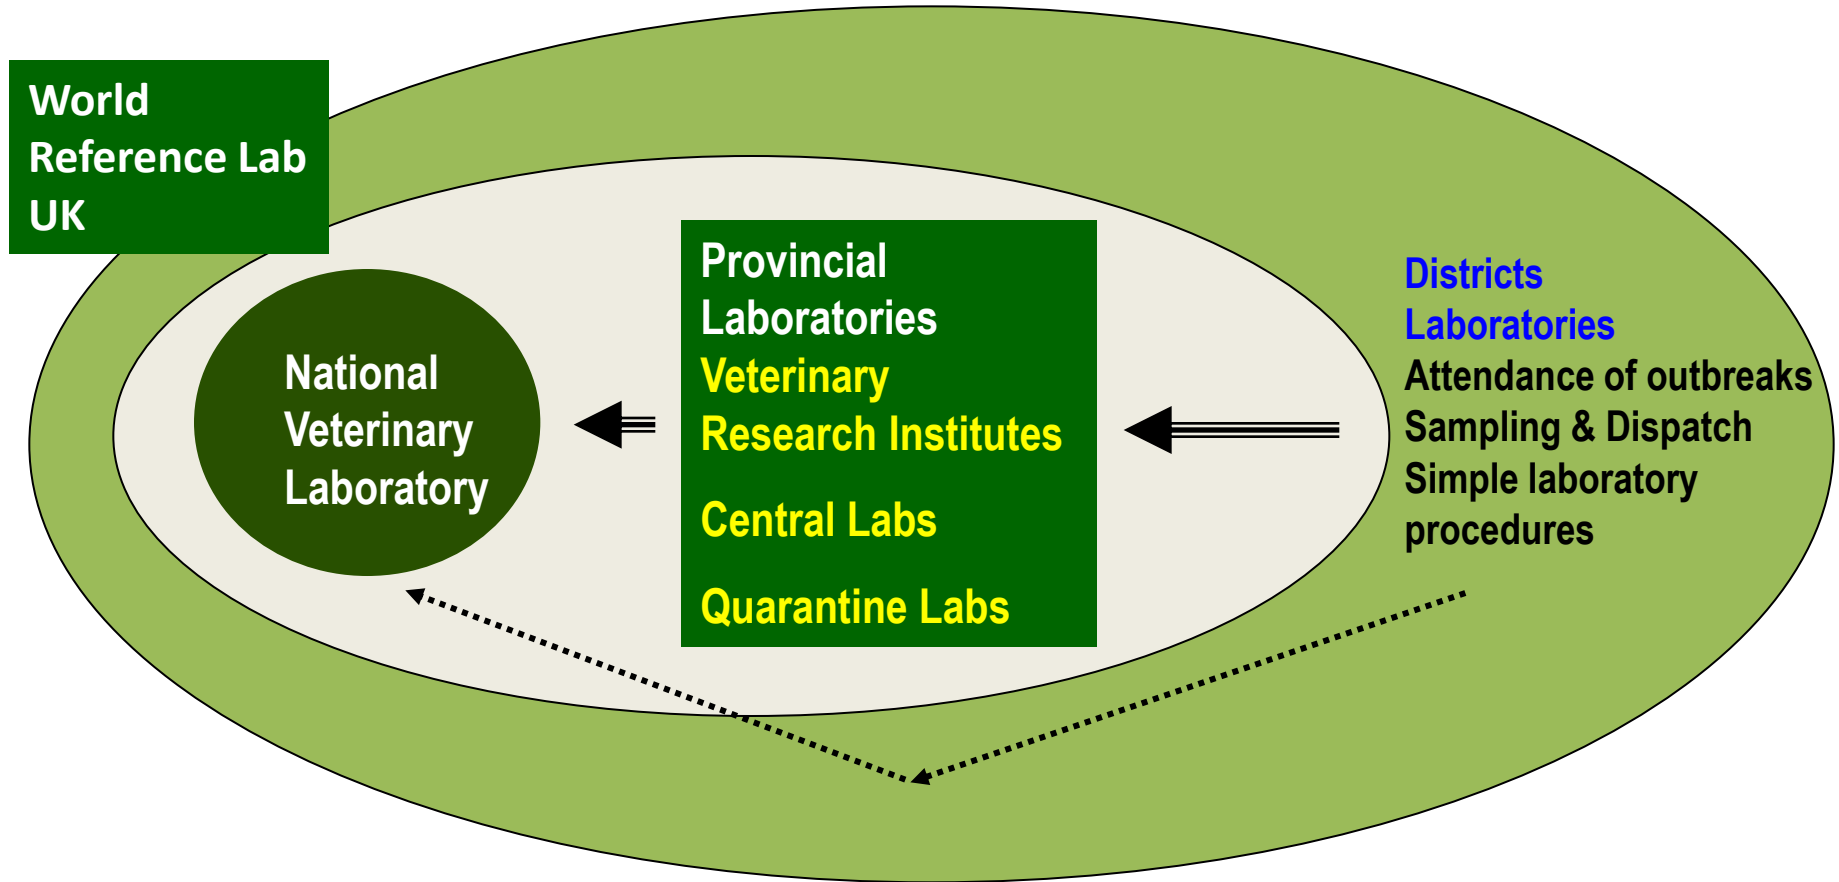 World
Reference Lab
UK
National
Veterinary
Laboratory
Provincial
Laboratories
Veterinary
Research Institutes
Central Labs
Quarantine Labs
Districts
Laboratories
Attendance of outbreaks
Sampling & Dispatch
Simple laboratory
procedures